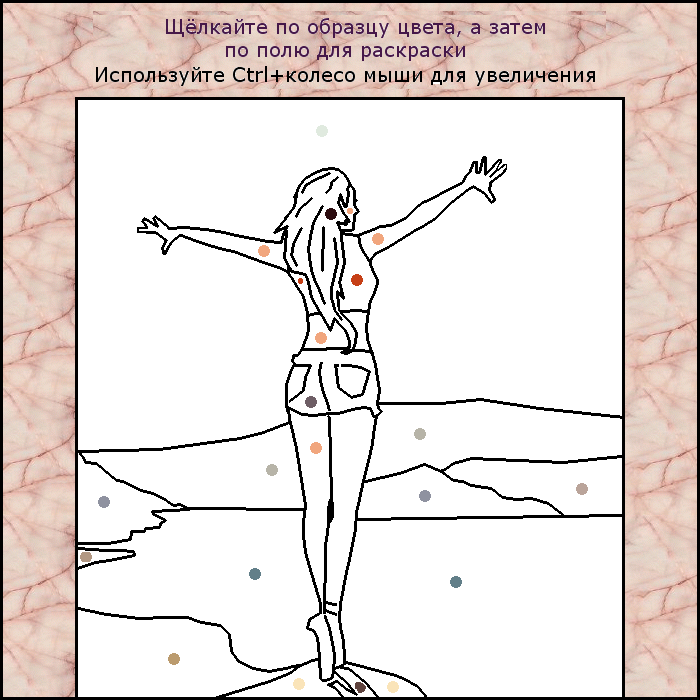 Щёлкайте по образцу цвета, а затем
по полю для раскраски
Используйте Ctrl+колесо мыши для увеличения